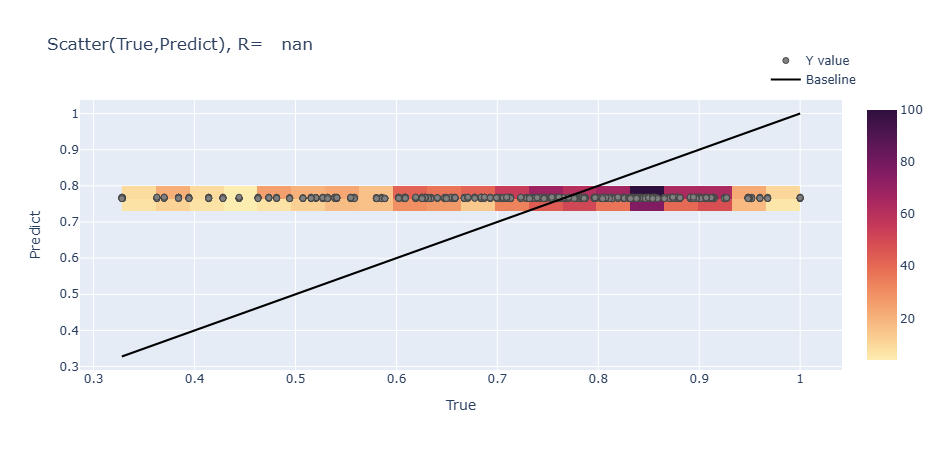 Scatter(True,Predict), R= nan
Y value
Baseline
100
80
60
40
20
1
0.9
0.8
0.7
0.6
0.5
0.4
0.3
Predict
0.3 0.4 0.5 0.6 0.7 0.8 0.9 1
True